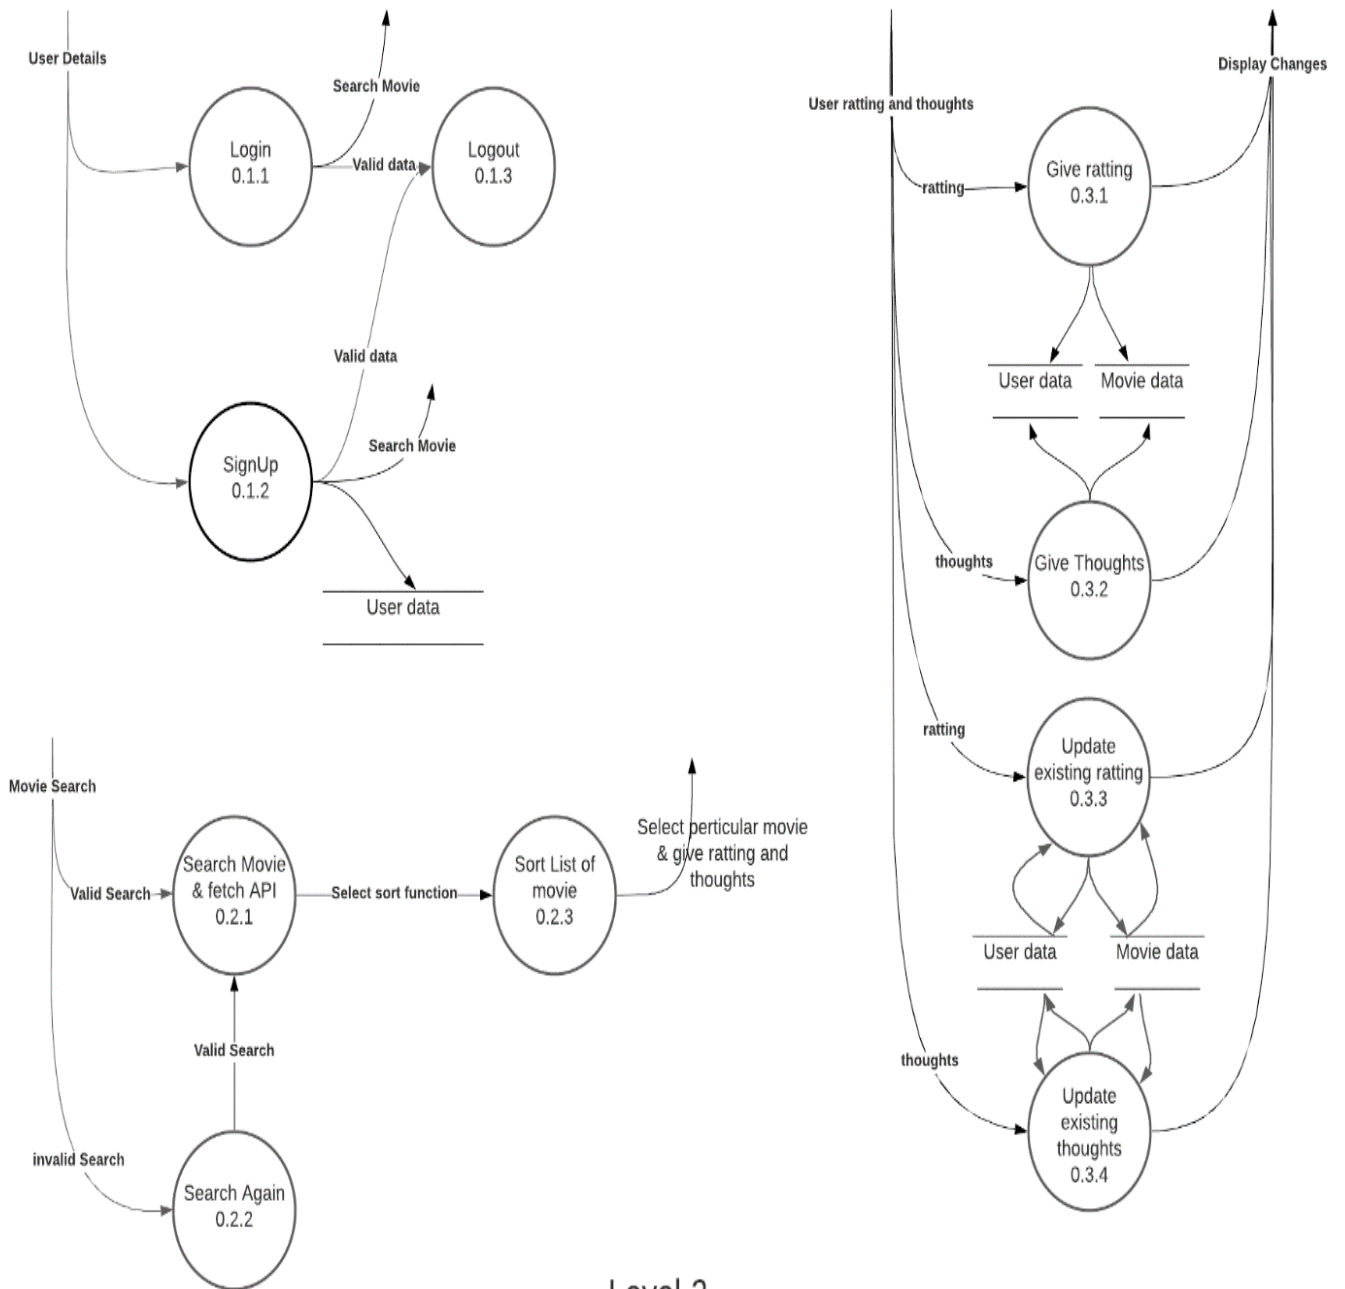 User Details
Search Movie
Login
0.1.1
Valid data
Logout
0.1.3
Valid data
Search Movie
SignUp
0.1.2
User data
Movie Search
Valid Search
Search Movie
& fetch API
0.2.1
Select sort function
Sort List of
movie
0.2.3
Select perticular movie
& give ratting and
thoughts
Valid Search
invalid Search
Search Again
0.2.2
User ratting and thoughts
Display Changes
ratting
Give ratting
0.3.1
User data
Movie data
thoughts
Give Thoughts
0.3.2
ratting
Update
existing ratting
0.3.3
User data
Movie data
thoughts
Update
existing
thoughts
0.3.4